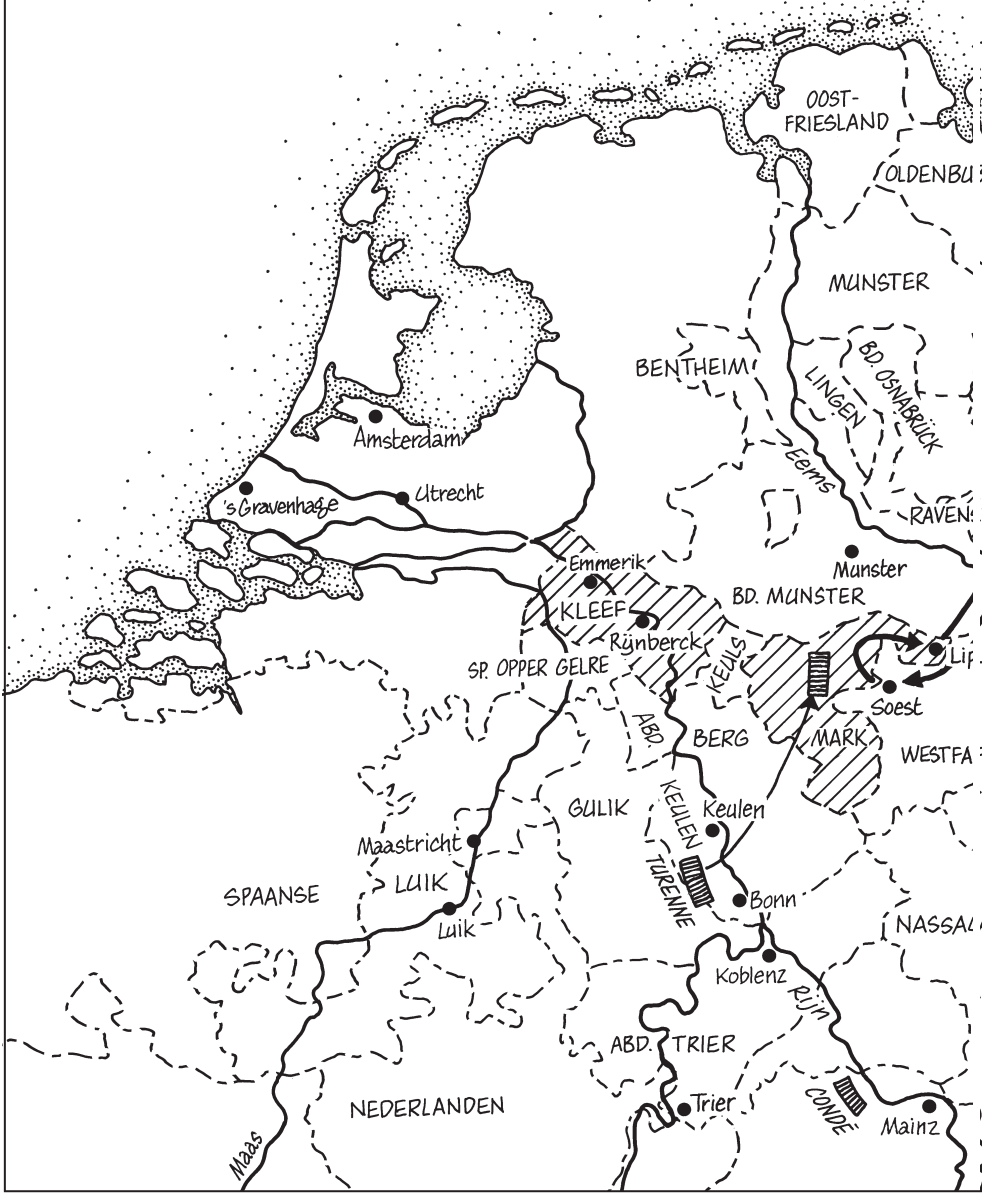 OOST-
FRIESLAND
OLDENBU
MUNSTER
BENTHEIM
LINGEN
BD. OSNABRÜCK
Eems
Amsterdam
Utrecht
'sGravenhage
RAVENS
Munster
Emmerik
BD. MUNSTER
KLEEF
Rijnberck
KEULS
Lip
SP. OPPER GELRE
Soest
ABD.
BERG
MARK
WESTFA
KEULEN
GULIK
Keulen
Maastricht
LUIK
TURENNE
SPAANSE
Luik
Bonn
NASSAU
Koblenz
Rijn
ABD. TRIER
CONDÉ
NEDERLANDEN
Trier
Mainz
Maas